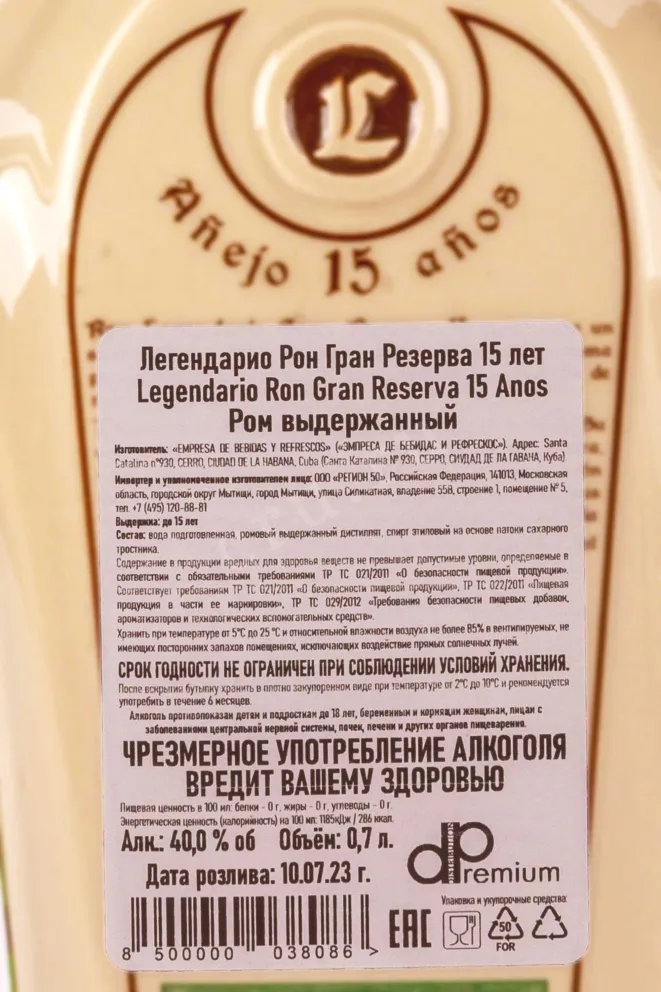 L
Añejo 15 años
Легендарио Рон Гран Резерва 15 лет
Legendario Ron Gran Reserva 15 Anos
Ром выдержанный
Изготовитель: «EMPRESA DE BEBIDAS Y REFRESCOS» («ЭМПРЕСА ДЕ БЕБИДАС И РЕФРЕСКОС»). Адрес: Santa
Catalina n°930, CERRO, CIUDAD DE LA HABANA, Cuba (Санта Каталина № 930, СЕРРО, СИУДАД ДЕ ЛА ГАВАНА, Куба).
Импортер и уполномоченное изготовителем лицо: ООО «РЕГИОН 50», Российская Федерация, 141013, Московская
область, городской округ Мытищи, город Мытищи, улица Силикатная, владение 55В, строение 1, помещение № 5,
тел. +7 (495) 120-88-81
Выдержка: до 15 лет
Состав: вода подготовленная, ромовый выдержанный дистиллят, спирт этиловый на основе патоки сахарного
тростника.
Содержание в продукции вредных для здоровья веществ не превышает допустимые уровни, определяемые в
соответствии с обязательными требованиями ТР ТС 021/2011 «О безопасности пищевой продукции».
Соответствует требованиям ТР ТС 021/2011 «О безопасности пищевой продукции», ТР ТС 022/2011 «Пищевая
продукция в части ее маркировки», ТР ТС 029/2012 «Требования безопасности пищевых добавок,
ароматизаторов и технологических вспомогательных средств».
Хранить при температуре от 5°С до 25 °С и относительной влажности воздуха не более 85% в вентилируемых, не
имеющих посторонних запахов помещениях, исключающих воздействие прямых солнечных лучей.
СРОК ГОДНОСТИ НЕ ОГРАНИЧЕН ПРИ СОБЛЮДЕНИИ УСЛОВИЙ ХРАНЕНИЯ.
После вскрытия бутылку хранить в плотно закупоренном виде при температуре от 2°С до 10°С и рекомендуется
употребить в течение 6 месяцев.
Алкоголь противопоказан детям и подросткам до 18 лет, беременным и кормящим женщинам, лицам с
заболеваниями центральной нервной системы, почек, печени и других органов пищеварения.
ЧРЕЗМЕРНОЕ УПОТРЕБЛЕНИЕ АЛКОГОЛЯ
ВРЕДИТ ВАШЕМУ ЗДОРОВЬЮ
Пищевая ценность в 100 мл: белки - 0 г, жиры - 0 г, углеводы - 0 г.
Энергетическая ценность (калорийность) на 100 мл: 1185кДж / 286 ккал.
Алк.: 40,0 % об Объём: 0,7 л.
Дата розлива: 10.07.23 г.
DISTRIBUTION
dPremium
Упаковка и укупорочные средства:
8 500000 038086 >
ЕАС
50
FOR